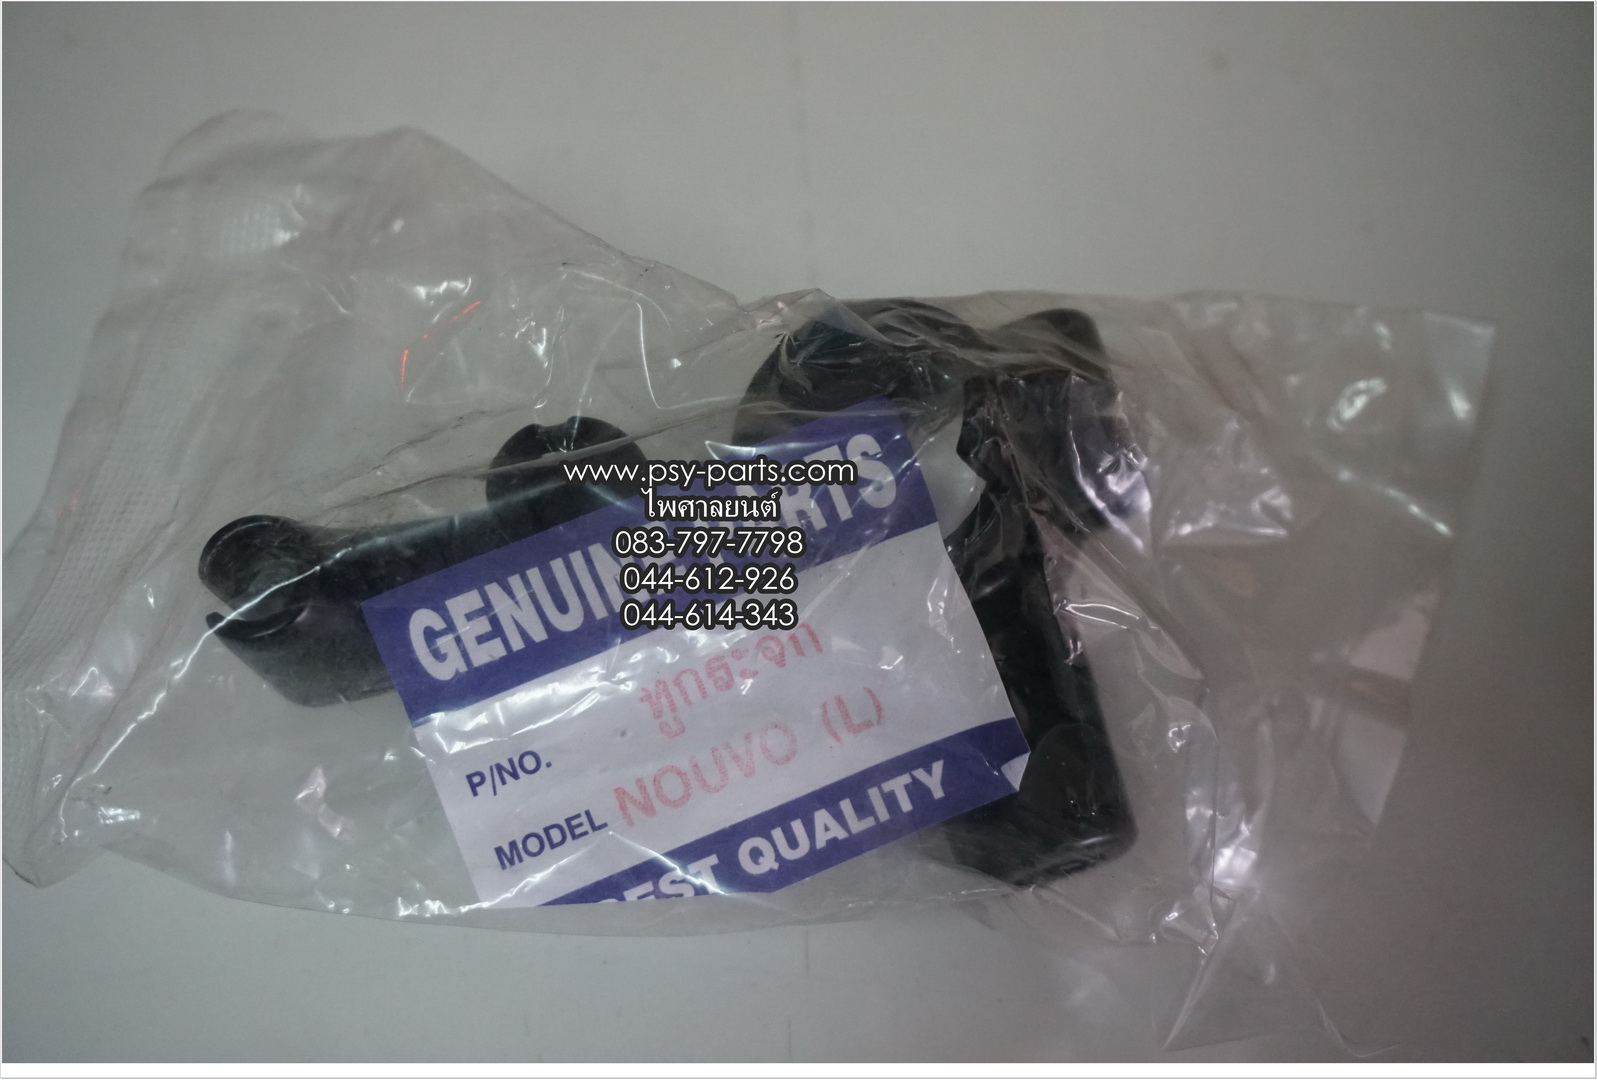 www.psy-parts.com
ไพศาลยนต์
083-797-7798
044-612-926
044-614-343
GENUINE PARTS
P/NO. หูกระจก
MODEL NOUVO (L)
BEST QUALITY